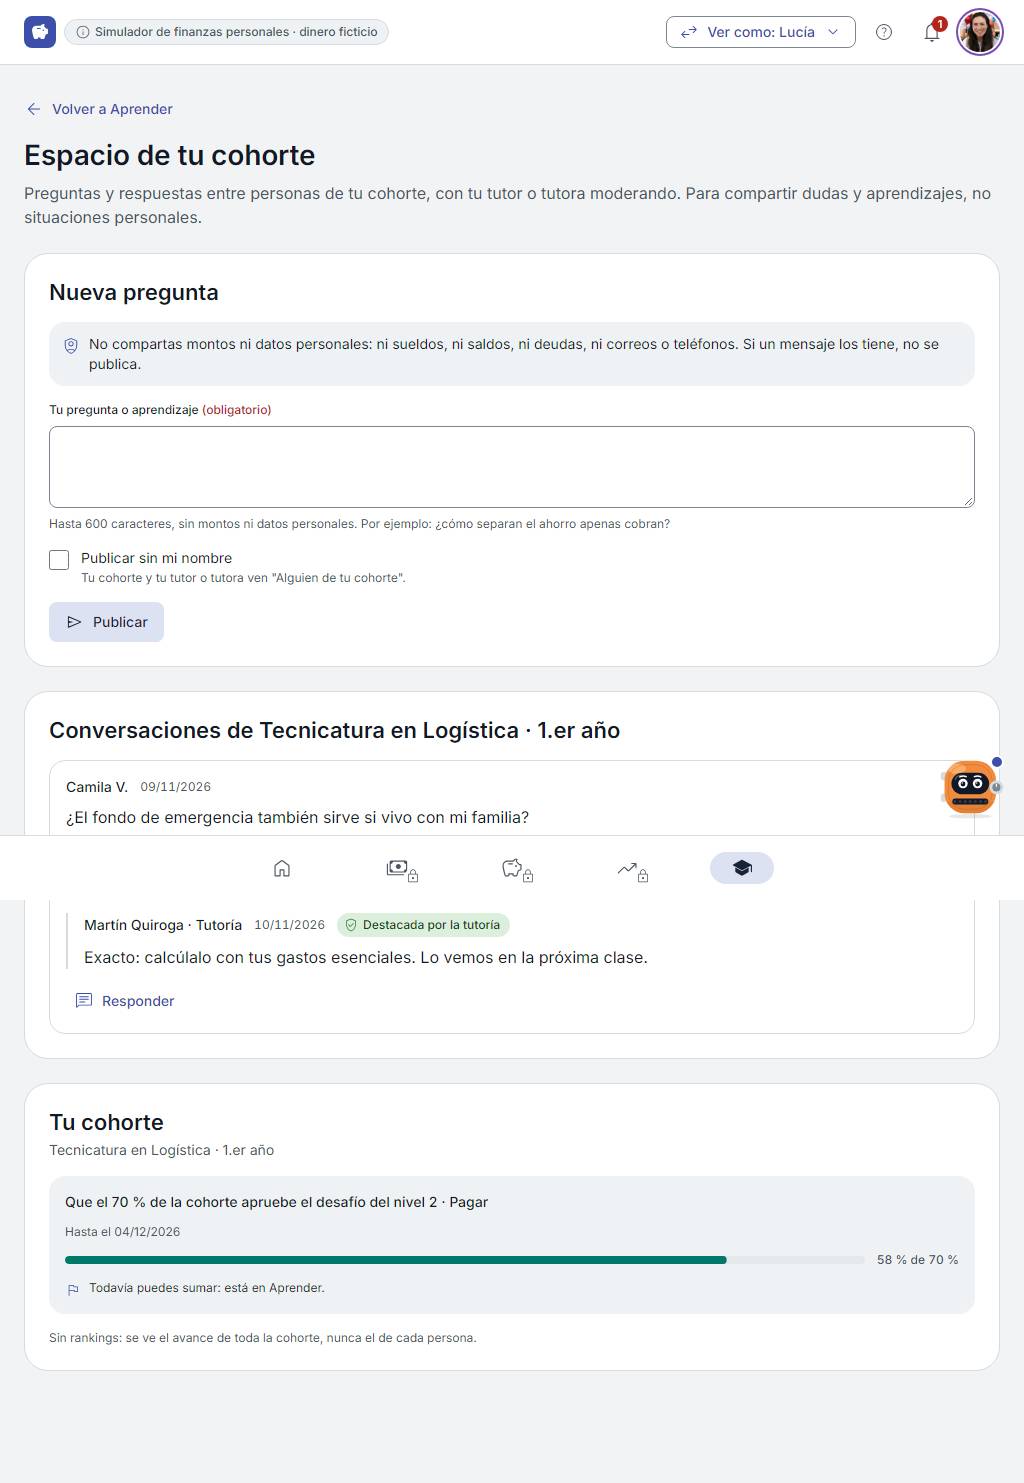 Simulador de finanzas personales · dinero ficticio
Ver como: Lucía
1
Volver a Aprender
Espacio de tu cohorte
Preguntas y respuestas entre personas de tu cohorte, con tu tutor o tutora moderando. Para compartir dudas y aprendizajes, no
situaciones personales.
Nueva pregunta
No compartas montos ni datos personales: ni sueldos, ni saldos, ni deudas, ni correos o teléfonos. Si un mensaje los tiene, no se
publica.
Tu pregunta o aprendizaje (obligatorio)
Hasta 600 caracteres, sin montos ni datos personales. Por ejemplo: ¿cómo separan el ahorro apenas cobran?
Publicar sin mi nombre
Tu cohorte y tu tutor o tutora ven "Alguien de tu cohorte".
Publicar
Conversaciones de Tecnicatura en Logística · 1.er año
Camila V. 09/11/2026
¿El fondo de emergencia también sirve si vivo con mi familia?
Martín Quiroga · Tutoría 10/11/2026 Destacada por la tutoría
Exacto: calcúlalo con tus gastos esenciales. Lo vemos en la próxima clase.
Responder
Tu cohorte
Tecnicatura en Logística · 1.er año
Que el 70 % de la cohorte apruebe el desafío del nivel 2 · Pagar
Hasta el 04/12/2026
58 % de 70 %
Todavía puedes sumar: está en Aprender.
Sin rankings: se ve el avance de toda la cohorte, nunca el de cada persona.